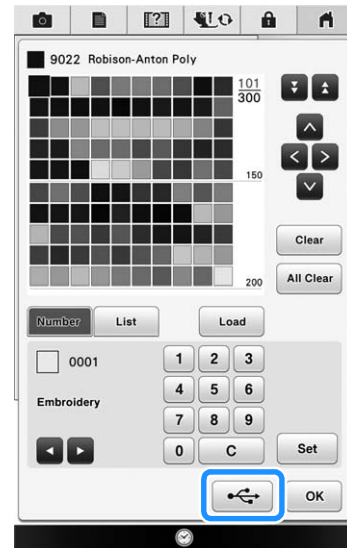 [?]
9022 Robison-Anton Poly
101
300
150
200
Clear
All Clear
Number List Load
0001
Embroidery
1 2 3
4 5 6
7 8 9
0 C
Set
OK